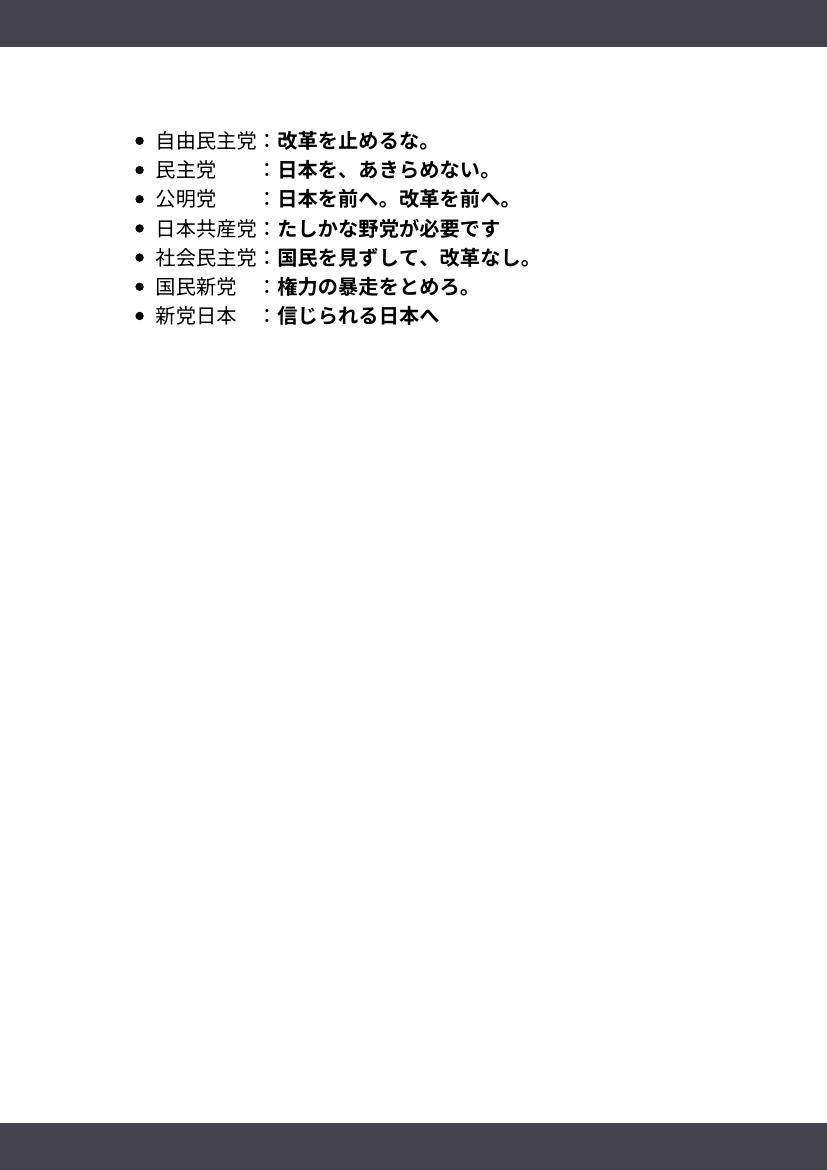 • 自由民主党：改革を止めるな。
• 民主党　　：日本を、あきらめない。
• 公明党　　：日本を前へ。改革を前へ。
• 日本共産党：たしかな野党が必要です
• 社会民主党：国民を見ずして、改革なし。
• 国民新党　：権力の暴走をとめろ。
• 新党日本　：信じられる日本へ